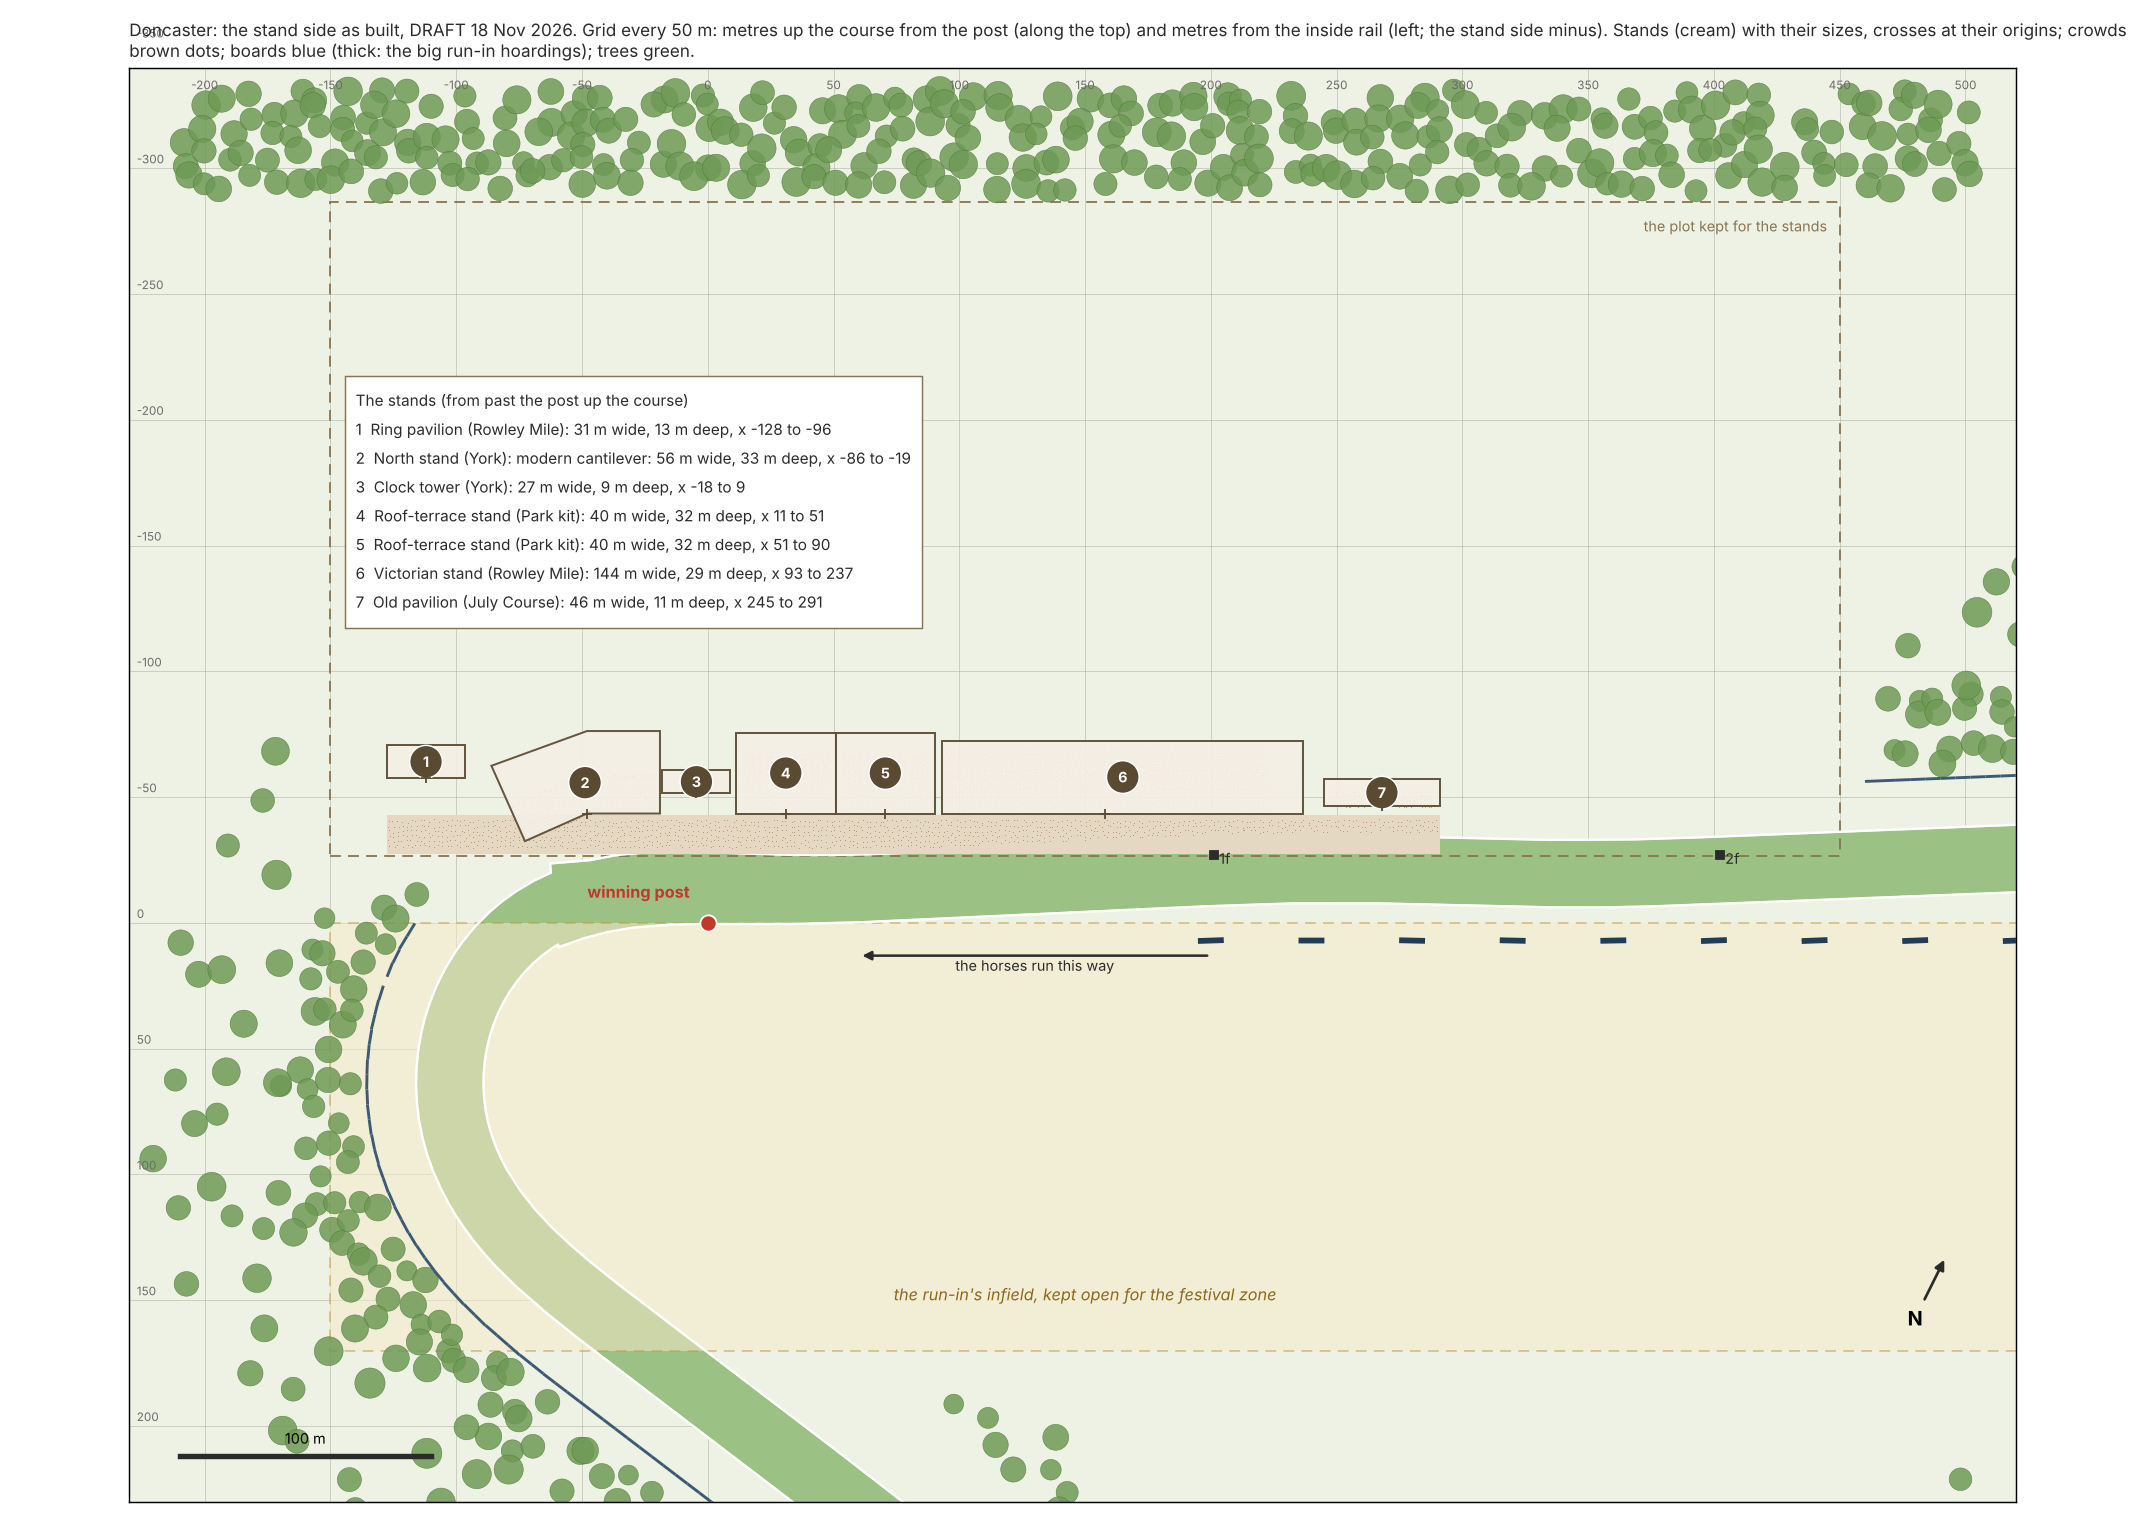 Doncaster: the stand side as built, DRAFT 18 Nov 2026. Grid every 50 m: metres up the course from the post (along the top) and metres from the inside rail (left; the stand side minus). Stands (cream) with their sizes, crosses at their origins; crowds
brown dots; boards blue (thick: the big run-in hoardings); trees green.
-350
-200 -150 -100 -50 0 50 100 150 200 250 300 350 400 450 500
-300
the plot kept for the stands
-250
-200
The stands (from past the post up the course)
1 Ring pavilion (Rowley Mile): 31 m wide, 13 m deep, x -128 to -96
2 North stand (York): modern cantilever: 56 m wide, 33 m deep, x -86 to -19
3 Clock tower (York): 27 m wide, 9 m deep, x -18 to 9
4 Roof-terrace stand (Park kit): 40 m wide, 32 m deep, x 11 to 51
5 Roof-terrace stand (Park kit): 40 m wide, 32 m deep, x 51 to 90
6 Victorian stand (Rowley Mile): 144 m wide, 29 m deep, x 93 to 237
7 Old pavilion (July Course): 46 m wide, 11 m deep, x 245 to 291
-150
-100
1 2 3 4 5 6 7
-50
1f 2f
winning post
0
the horses run this way
50
100
150
the run-in's infield, kept open for the festival zone
N
200
100 m